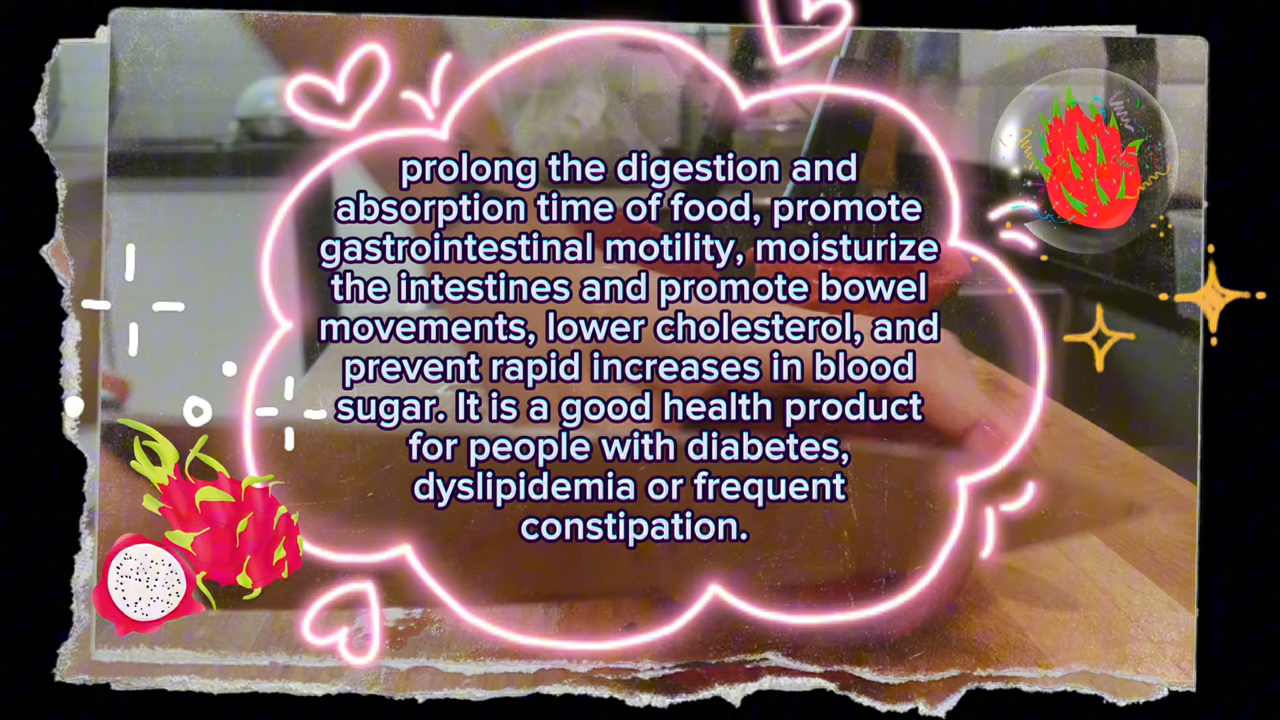 prolong the digestion and
absorption time of food, promote
gastrointestinal motility, moisturize
the intestines and promote bowel
movements, lower cholesterol, and
prevent rapid increases in blood
sugar. It is a good health product
for people with diabetes,
dyslipidemia or frequent
constipation.